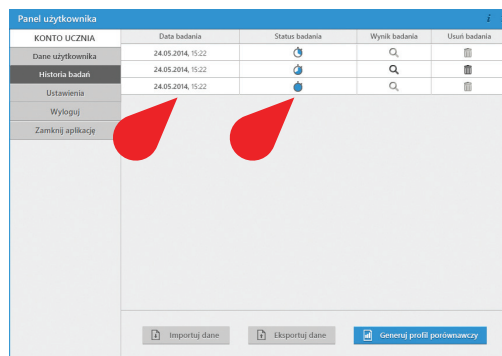 Panel użytkownika i
KONTO UCZNIA Data badania Status badania Wynik badania Usuń badania
Dane użytkownika 24.05.2014, 15:22
Historia badań 24.05.2014, 15:22
Ustawienia 24.05.2014, 15:22
Wyloguj
Zamknij aplikację
Importuj dane Eksportuj dane Generuj profil porównawczy